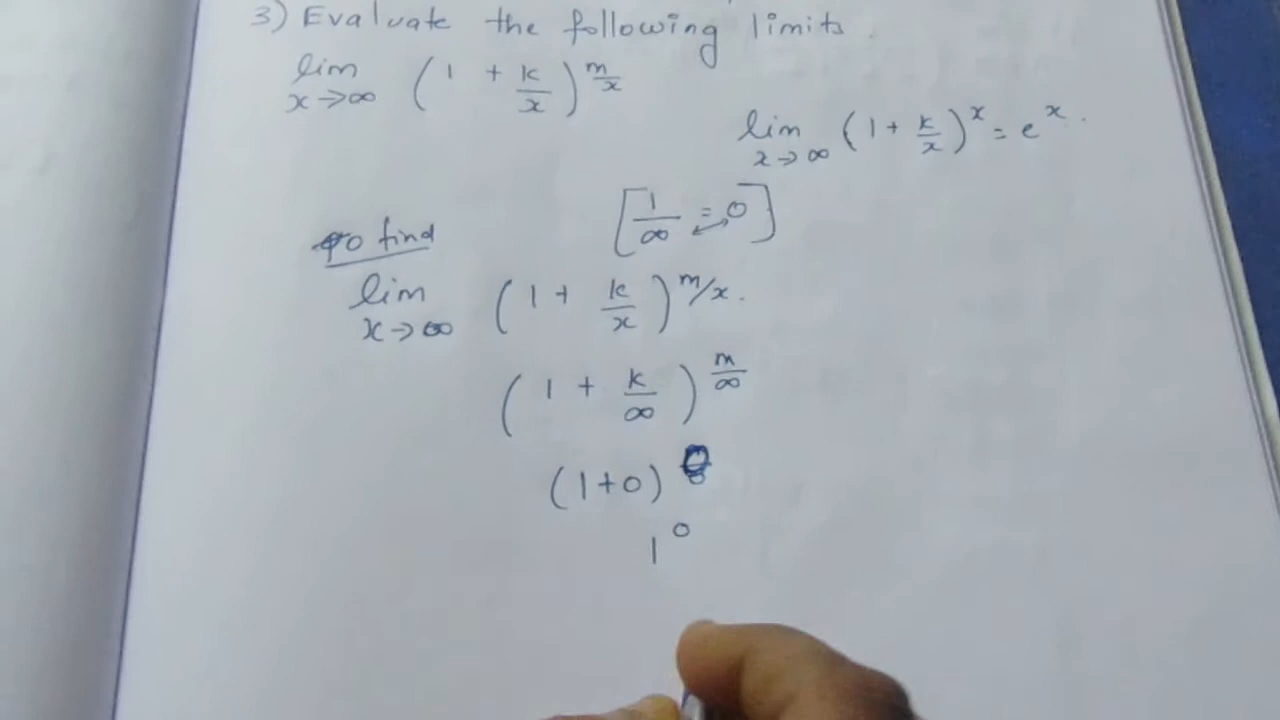 3) Evaluate the following limits.
lim x→∞ (1 + k/x)^m/x
lim x→∞ (1 + k/x)^x = e^x.
[1/∞ = 0]
To find
lim x→∞ (1 + k/x)^m/x.
(1 + k/∞)^m/∞
(1+0)^0
1^0